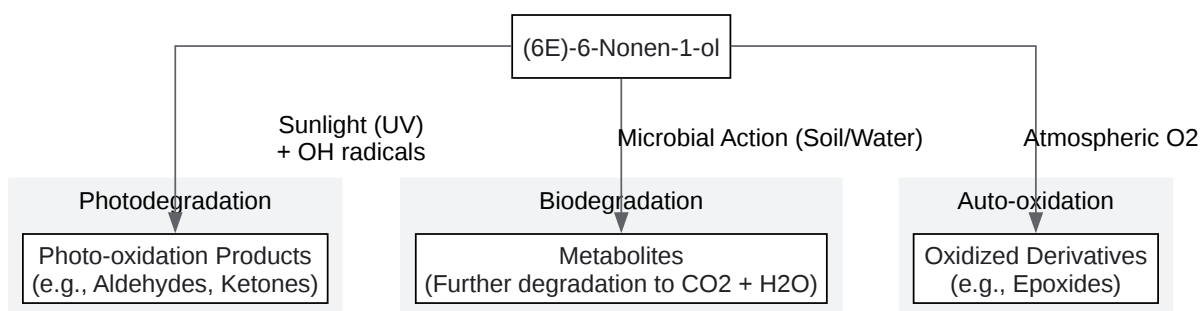 (6E)-6-Nonen-1-ol
Sunlight (UV)
+ OH radicals
Microbial Action (Soil/Water)
Atmospheric O2
Photodegradation
Biodegradation
Auto-oxidation
Photo-oxidation Products
(e.g., Aldehydes, Ketones)
Metabolites
(Further degradation to CO2 + H2O)
Oxidized Derivatives
(e.g., Epoxides)